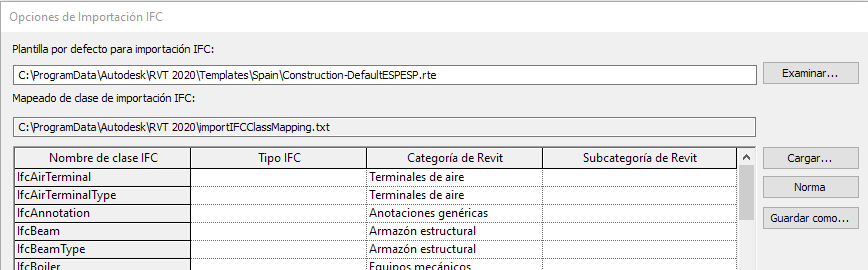 Opciones de Importación IFC
Plantilla por defecto para importación IFC:
C:\ProgramData\Autodesk\RVT 2020\Templates\Spain\Construction-DefaultESPESP.rte Examinar...
Mapeado de clase de importación IFC:
C:\ProgramData\Autodesk\RVT 2020\importIFCClassMapping.txt
Nombre de clase IFC Tipo IFC Categoría de Revit Subcategoría de Revit Cargar...
IfcAirTerminal Terminales de aire
IfcAirTerminalType Terminales de aire Norma
IfcAnnotation Anotaciones genéricas Guardar como...
IfcBeam Armazón estructural
IfcBeamType Armazón estructural
IfcBoiler Equipos mecánicos